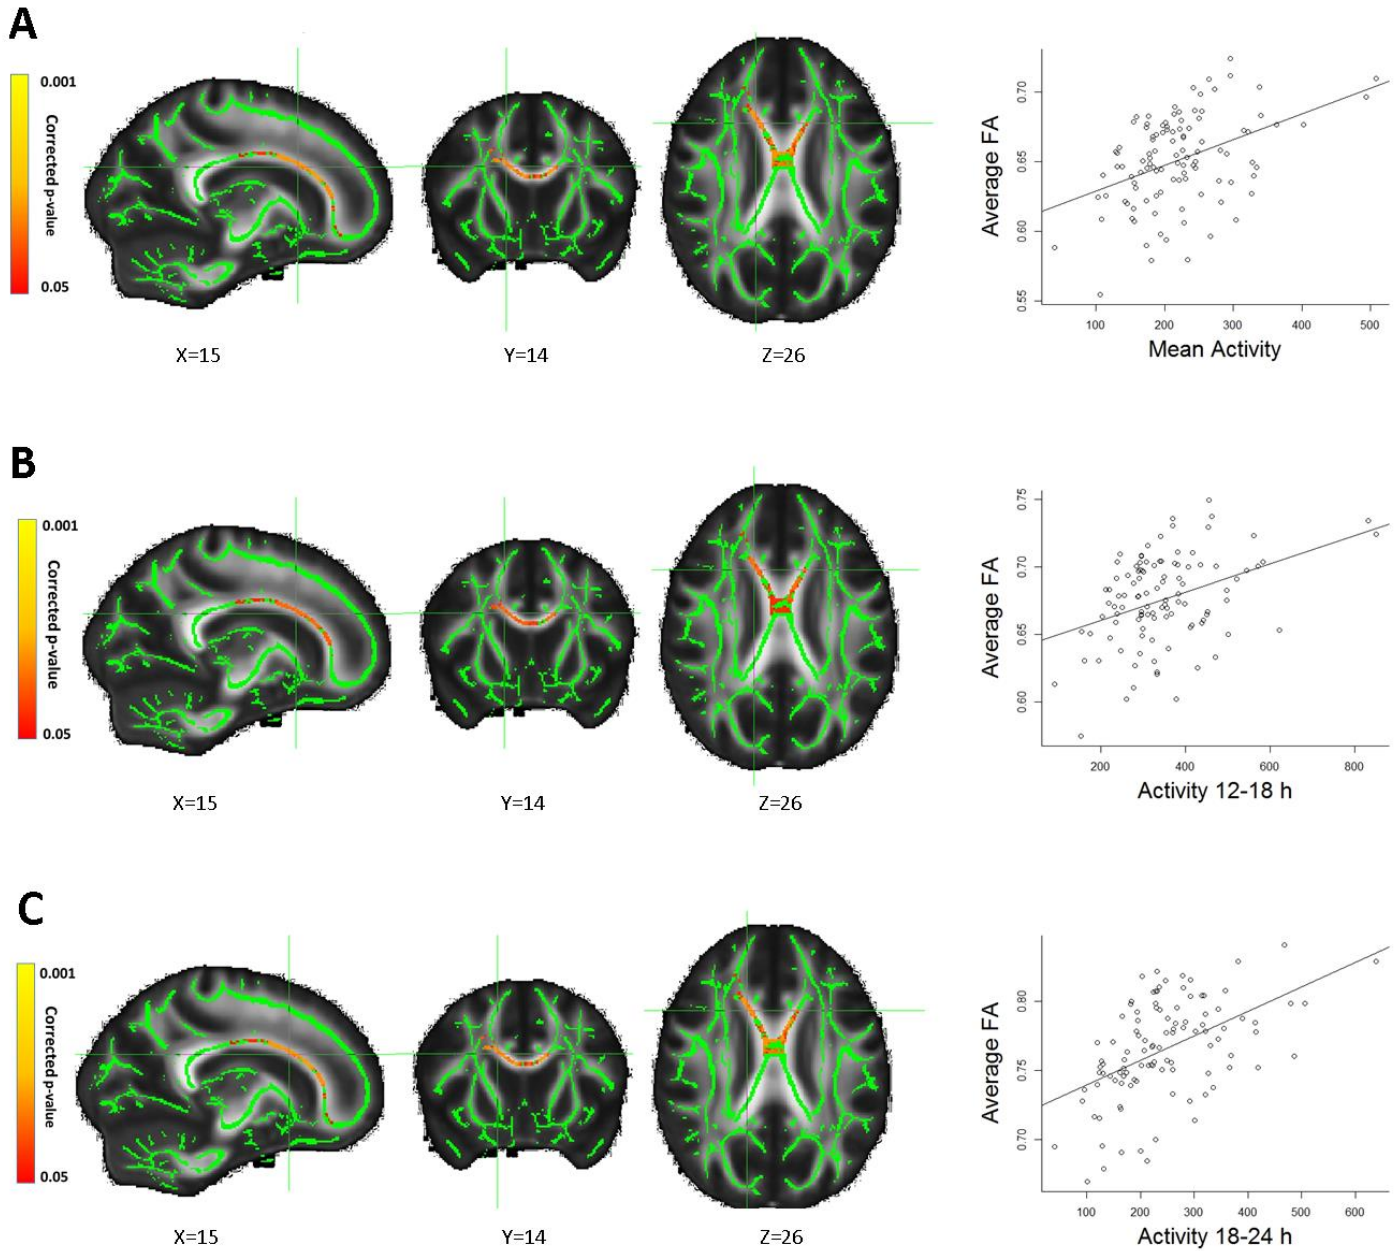 A
0.001
Corrected p-value
0.05
X=15
Y=14
Z=26
Average FA
0.70
0.65
0.60
0.55
100 200 300 400 500
Mean Activity
B
0.001
Corrected p-value
0.05
X=15
Y=14
Z=26
Average FA
0.75
0.70
0.65
0.60
200 400 600 800
Activity 12-18 h
C
0.001
Corrected p-value
0.05
X=15
Y=14
Z=26
Average FA
0.80
0.75
0.70
100 200 300 400 500 600
Activity 18-24 h